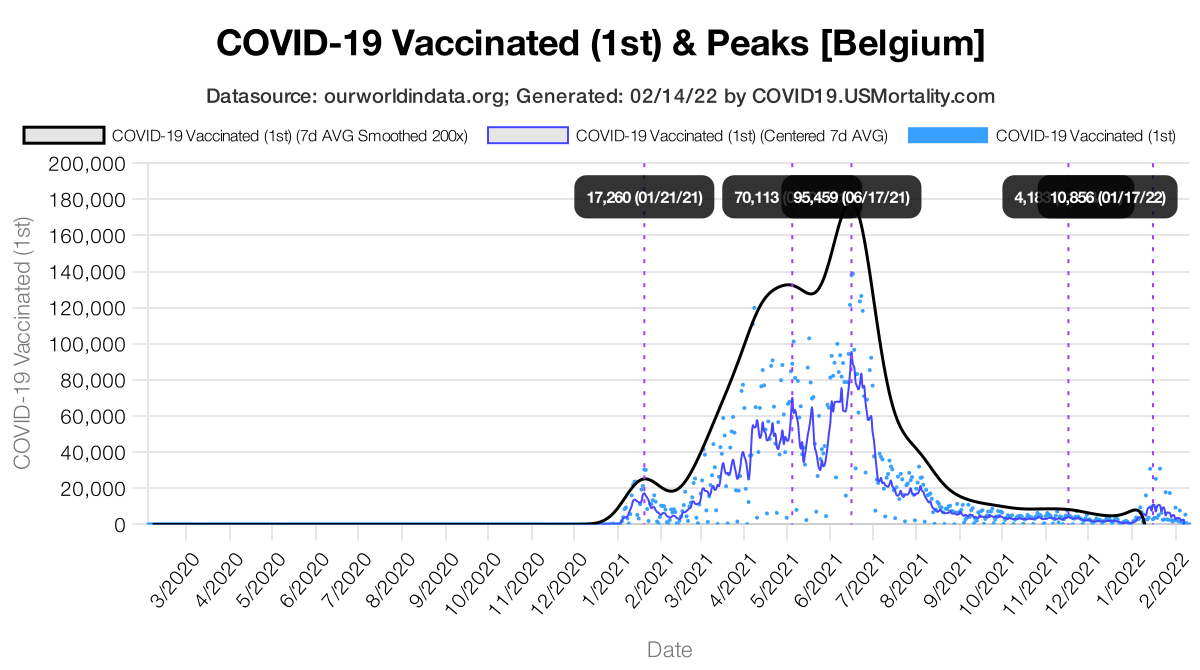 COVID-19 Vaccinated (1st) & Peaks [Belgium]
Datasource: ourworldindata.org; Generated: 02/14/22 by COVID19.USMortality.com
COVID-19 Vaccinated (1st) (7d AVG Smoothed 200x) COVID-19 Vaccinated (1st) (Centered 7d AVG) COVID-19 Vaccinated (1st)
200,000
180,000
160,000
140,000
120,000
100,000
80,000
60,000
40,000
20,000
0
COVID-19 Vaccinated (1st)
17,260 (01/21/21) 70,113 95,459 (06/17/21) 10,856 (01/17/22)
3/2020 4/2020 5/2020 6/2020 7/2020 8/2020 9/2020 10/2020 11/2020 12/2020 1/2021 2/2021 3/2021 4/2021 5/2021 6/2021 7/2021 8/2021 9/2021 10/2021 11/2021 12/2021 1/2022 2/2022
Date